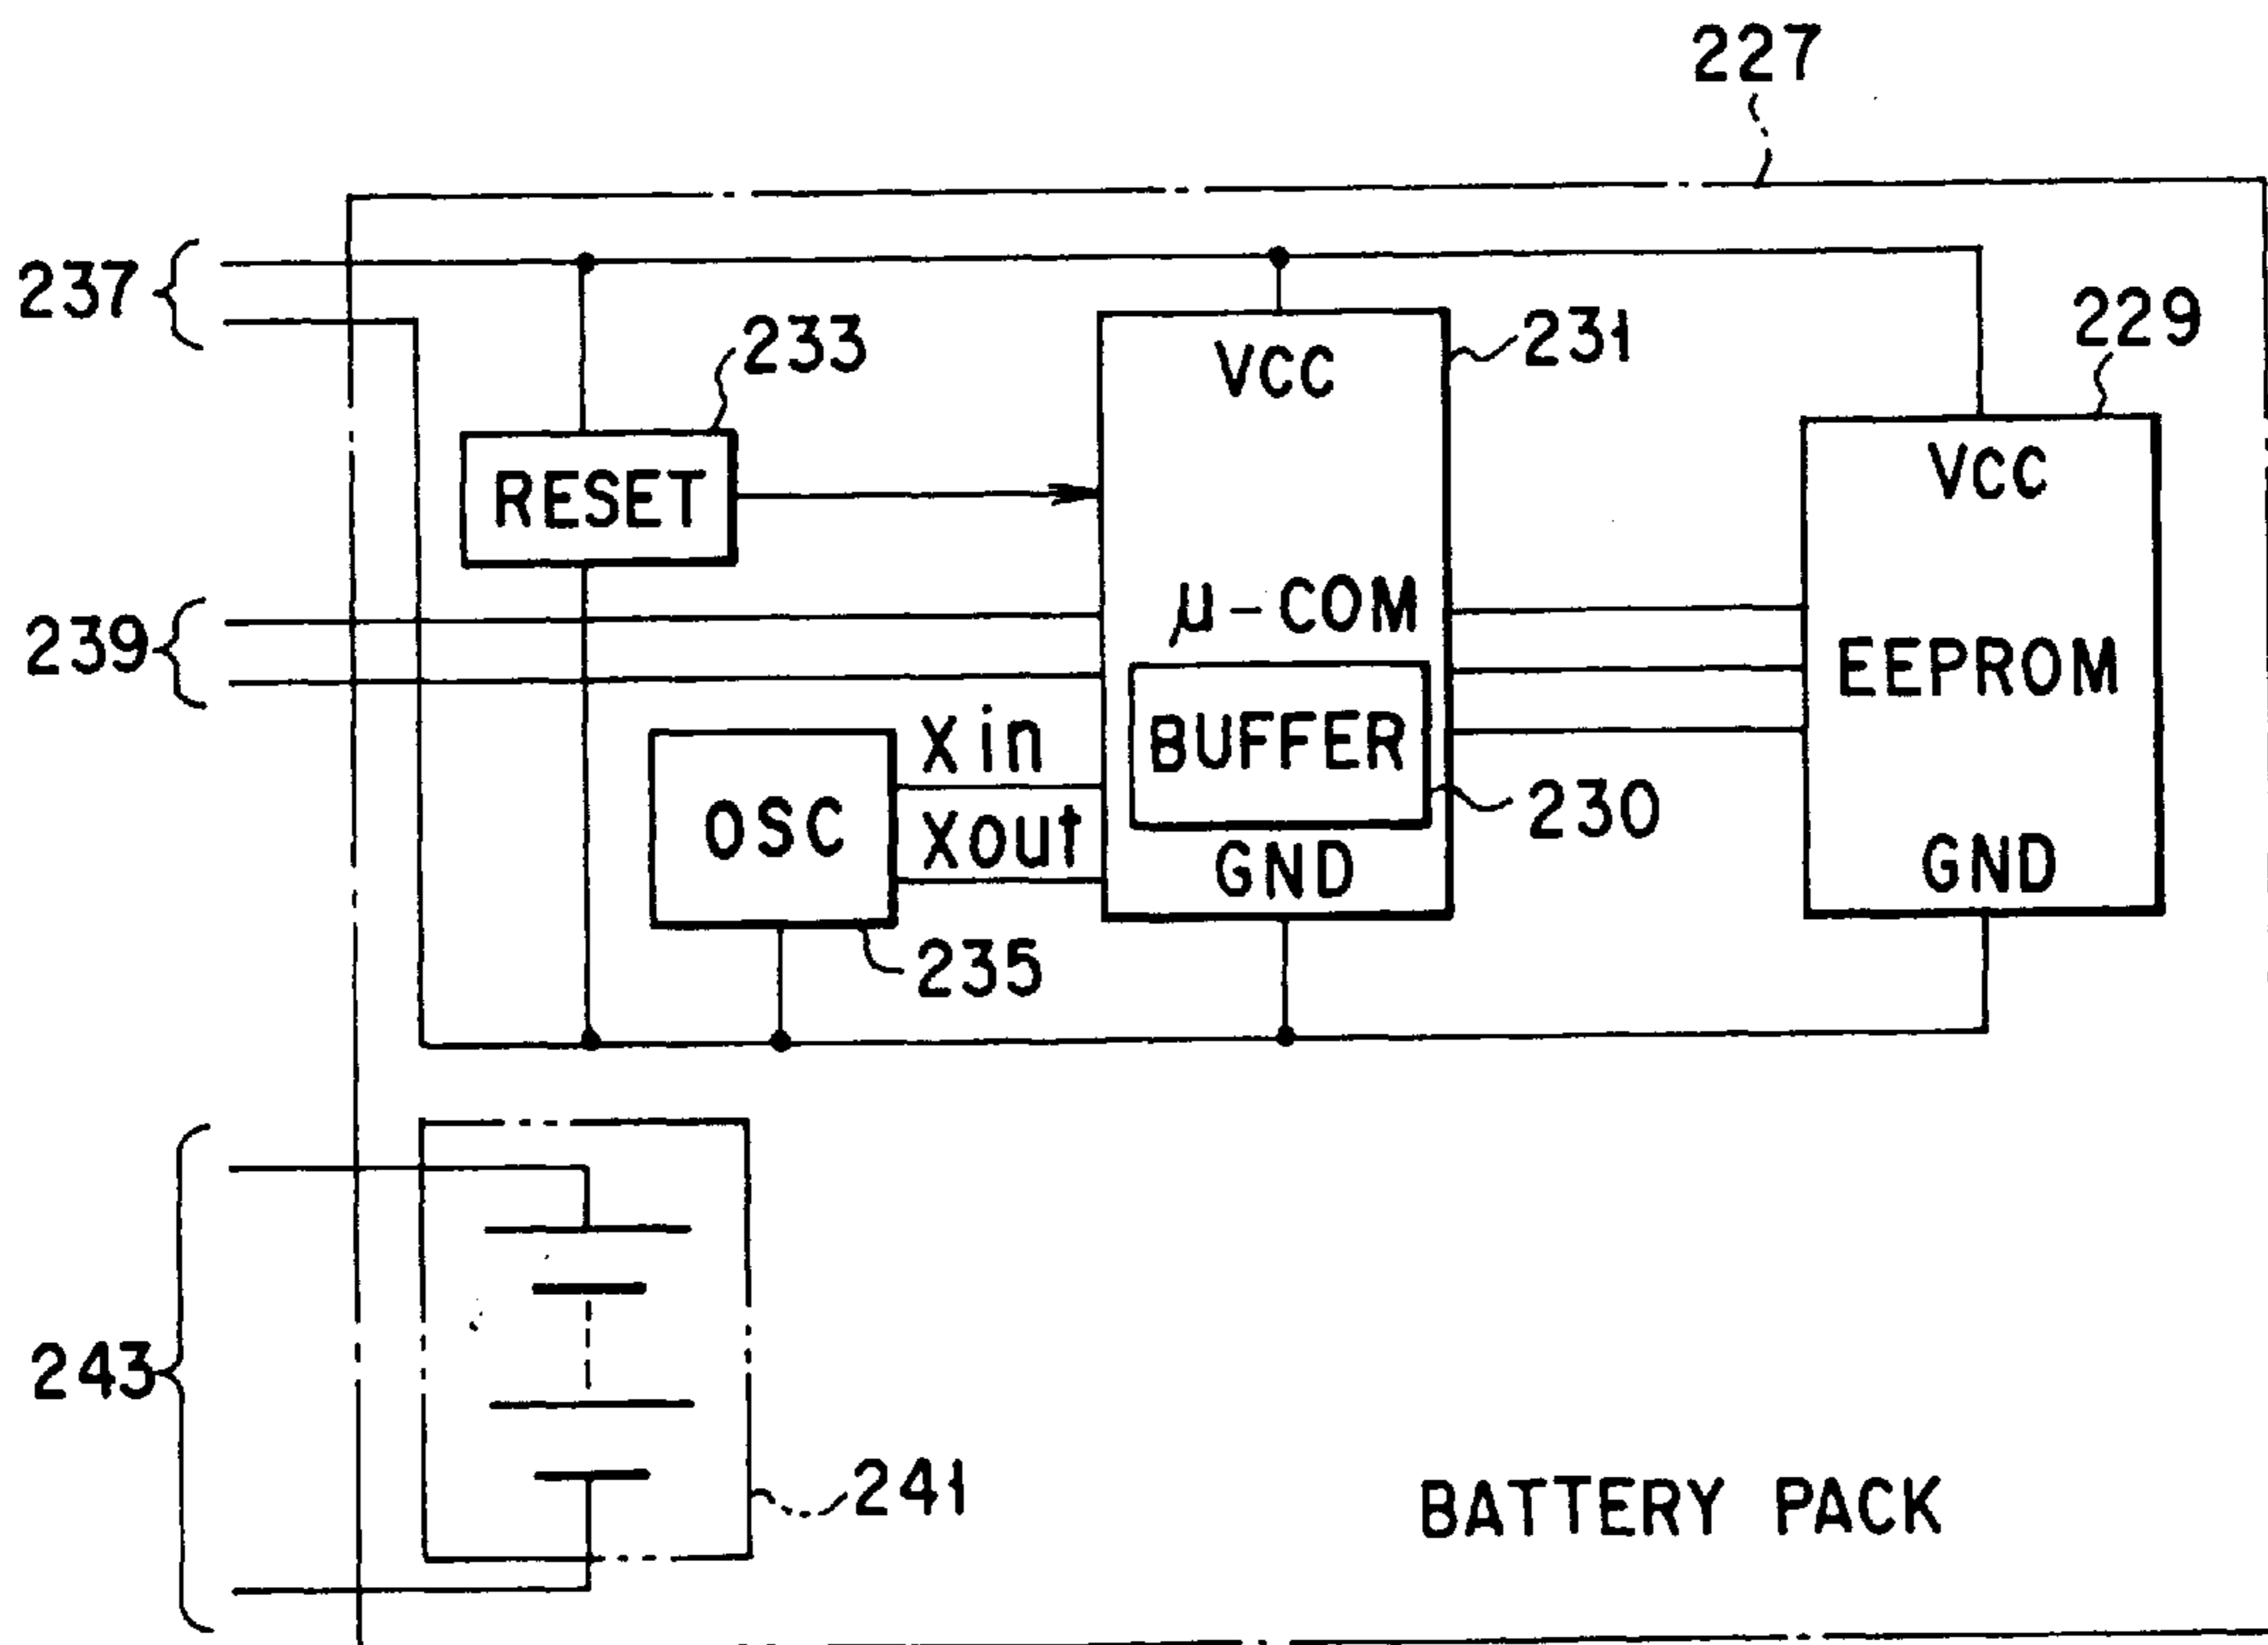 227
237
233
VCC
231
229
VCC
RESET
239
μ-COM
EEPROM
Xin
BUFFER
OSC
Xout
230
GND
GND
235
243
241
BATTERY PACK